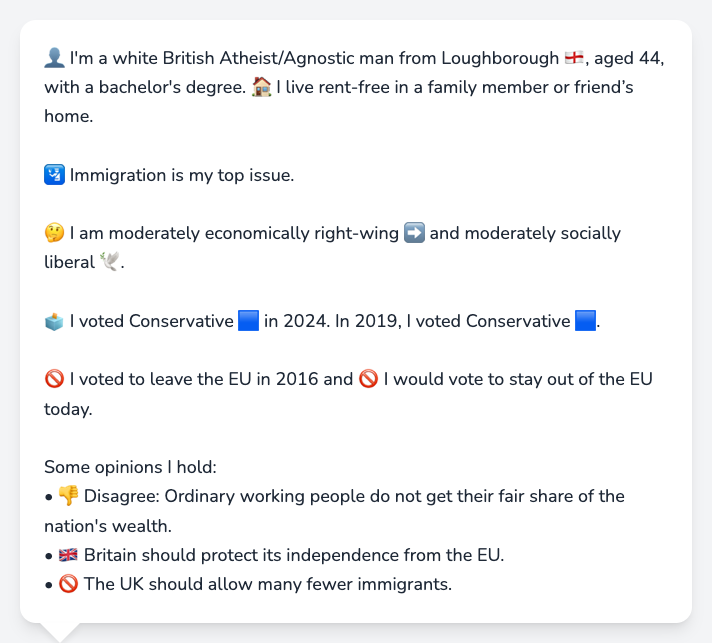 👤 I'm a white British Atheist/Agnostic man from Loughborough 🏴󠁧󠁢󠁥󠁮󠁧󠁿, aged 44,
with a bachelor's degree. 🏠 I live rent-free in a family member or friend’s
home.
🛂 Immigration is my top issue.
🤔 I am moderately economically right-wing ➡️ and moderately socially
liberal 🕊️.
🗳️ I voted Conservative 🟦 in 2024. In 2019, I voted Conservative 🟦.
🚫 I voted to leave the EU in 2016 and 🚫 I would vote to stay out of the EU
today.
Some opinions I hold:
• 👎 Disagree: Ordinary working people do not get their fair share of the
nation's wealth.
• 🇬🇧 Britain should protect its independence from the EU.
• 🚫 The UK should allow many fewer immigrants.